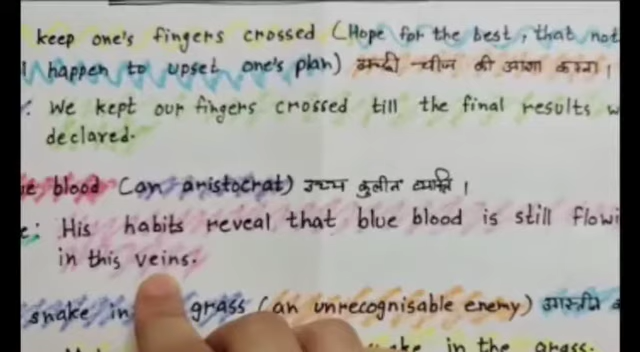 keep one's fingers crossed (Hope for the best, that not
happen to upset one's plan) अच्छी चीज की आशा करना।
We kept our fingers crossed till the final results
declared.
blood (an aristocrat) उच्च कुलीन व्यक्ति।
His habits reveal that blue blood is still
in this veins.
snake in grass (an unrecognisable enemy) आस्तीन
in the grass.